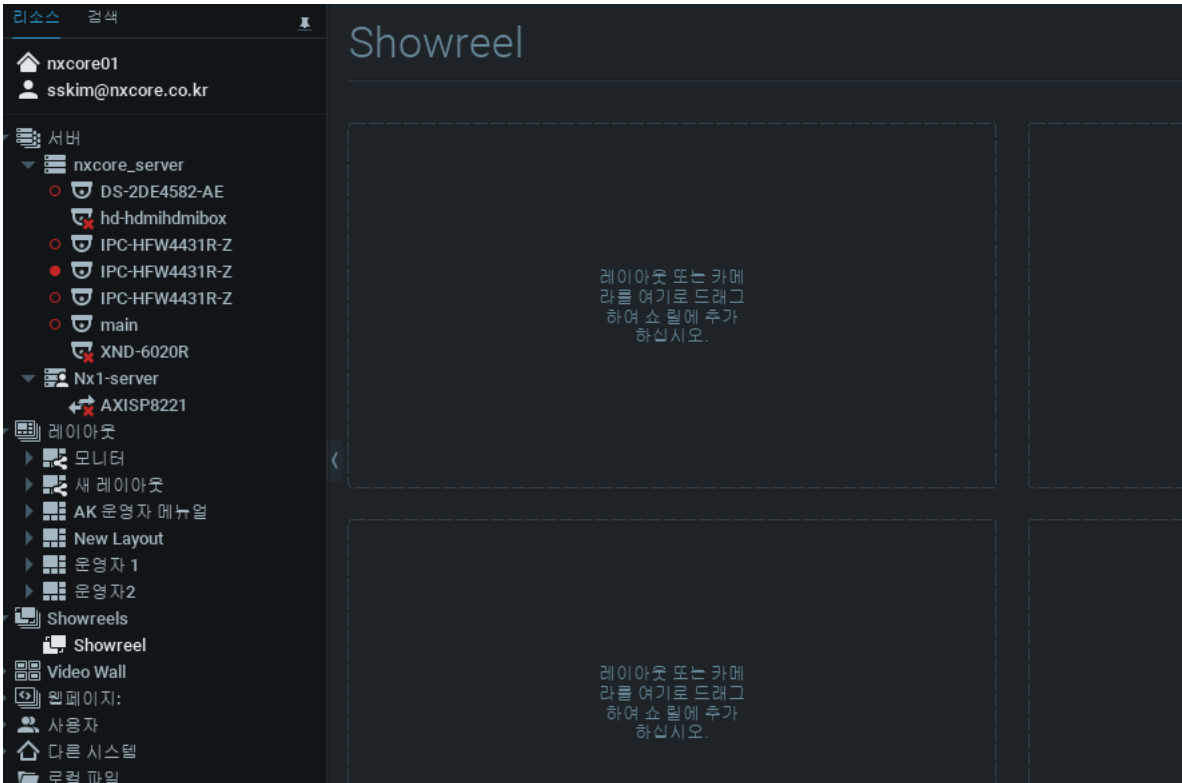 리소스 검색
nxcore01
sskim@nxcore.co.kr
서버
nxcore_server
DS-2DE4582-AE
hd-hdmihdmibox
IPC-HFW4431R-Z
IPC-HFW4431R-Z
IPC-HFW4431R-Z
main
XND-6020R
Nx1-server
AXISP8221
레이아웃
모니터
새 레이아웃
AK 운영자 메뉴얼
New Layout
운영자 1
운영자2
Showreels
Showreel
Video Wall
웹페이지:
사용자
다른 시스템
로컬 파일
Showreel
레이아웃 또는 카메
라를 여기로 드래그
하여 쇼 릴에 추가
하십시오.
레이아웃 또는 카메
라를 여기로 드래그
하여 쇼 릴에 추가
하십시오.